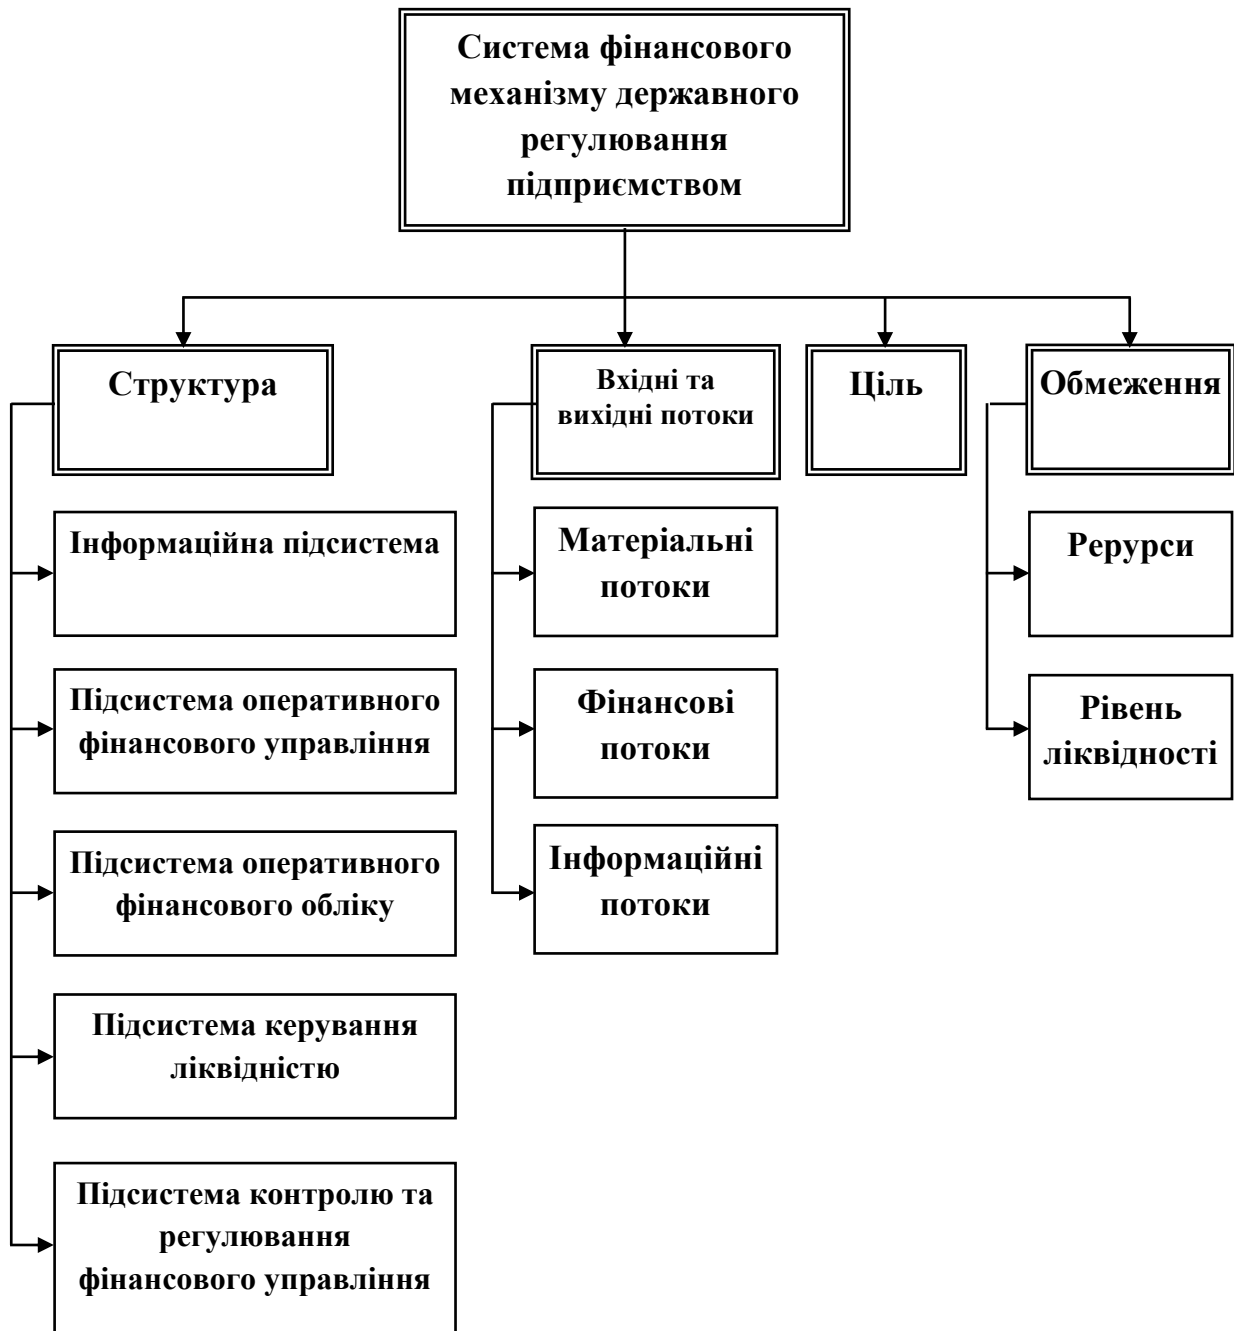 Система фінансового
механізму державного
регулювання
підприємством
Структура
Вхідні та
вихідні потоки
Ціль
Обмеження
Інформаційна підсистема
Підсистема оперативного
фінансового управління
Підсистема оперативного
фінансового обліку
Підсистема керування
ліквідністю
Підсистема контролю та
регулювання
фінансового управління
Матеріальні
потоки
Фінансові
потоки
Інформаційні
потоки
Рерурси
Рівень
ліквідності